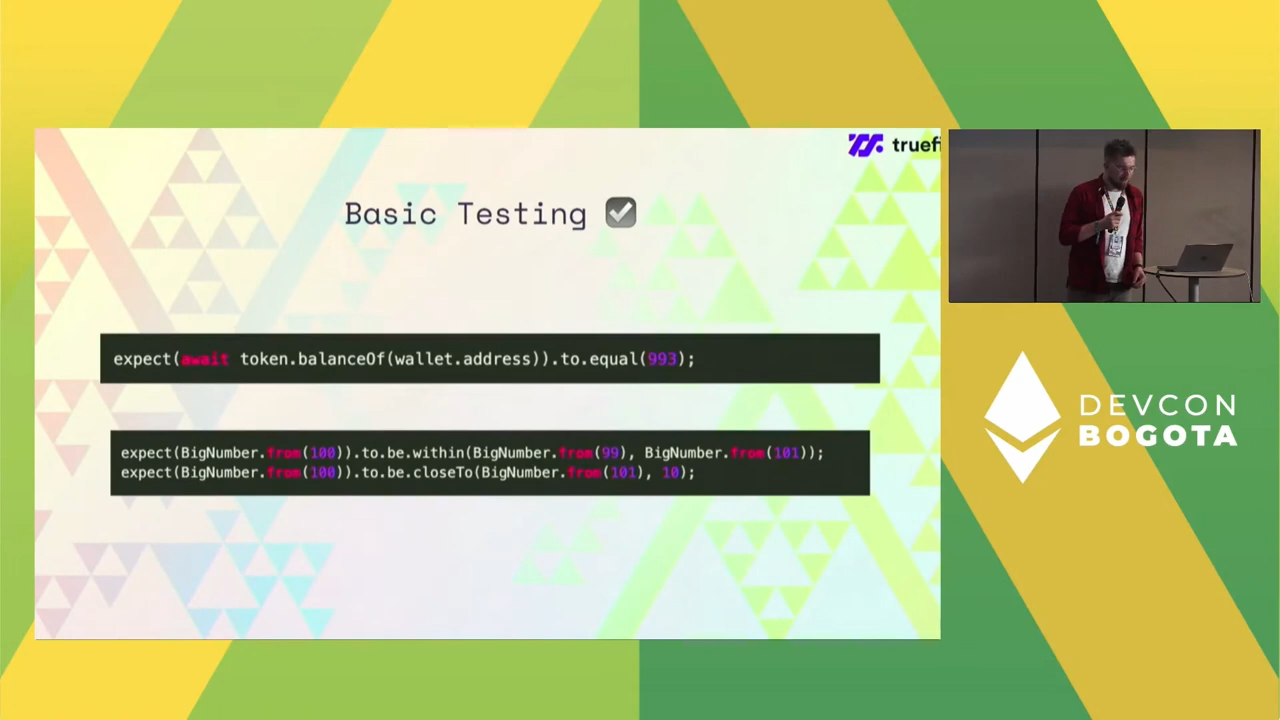 truefi
Basic Testing
expect(await token.balanceOf(wallet.address)).to.equal(993);
expect(BigNumber.from(100)).to.be.within(BigNumber.from(99), BigNumber.from(101));
expect(BigNumber.from(100)).to.be.closeTo(BigNumber.from(101), 10);
DEVCON
BOGOTA